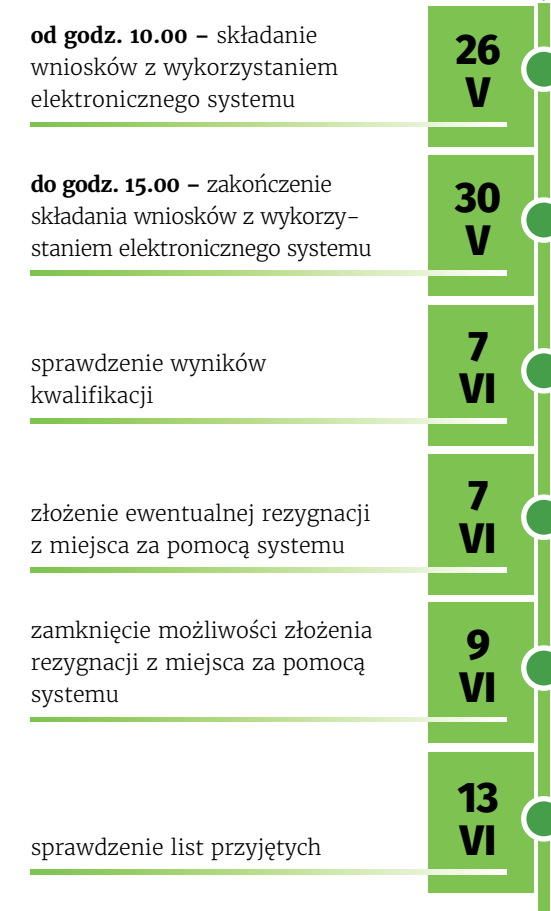 od godz. 10.00 – składanie
wniosków z wykorzystaniem
elektronicznego systemu
26
V
do godz. 15.00 – zakończenie
składania wniosków z wykorzy-
staniem elektronicznego systemu
30
V
sprawdzenie wyników
kwalifikacji
7
VI
złożenie ewentualnej rezygnacji
z miejsca za pomocą systemu
7
VI
zamknięcie możliwości złożenia
rezygnacji z miejsca za pomocą
systemu
9
VI
sprawdzenie list przyjętych
13
VI